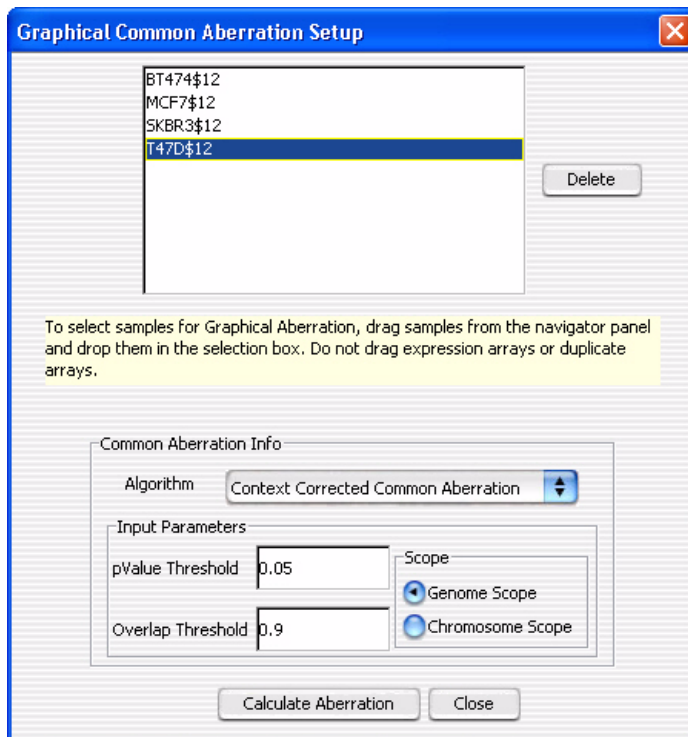 Graphical Common Aberration Setup
BT474$12
MCF7$12
SKBR3$12
T47D$12
Delete
To select samples for Graphical Aberration, drag samples from the navigator panel
and drop them in the selection box. Do not drag expression arrays or duplicate
arrays.
Common Aberration Info
Algorithm
Context Corrected Common Aberration
Input Parameters
pValue Threshold
0.05
Overlap Threshold
0.9
Scope
Genome Scope
Chromosome Scope
Calculate Aberration
Close